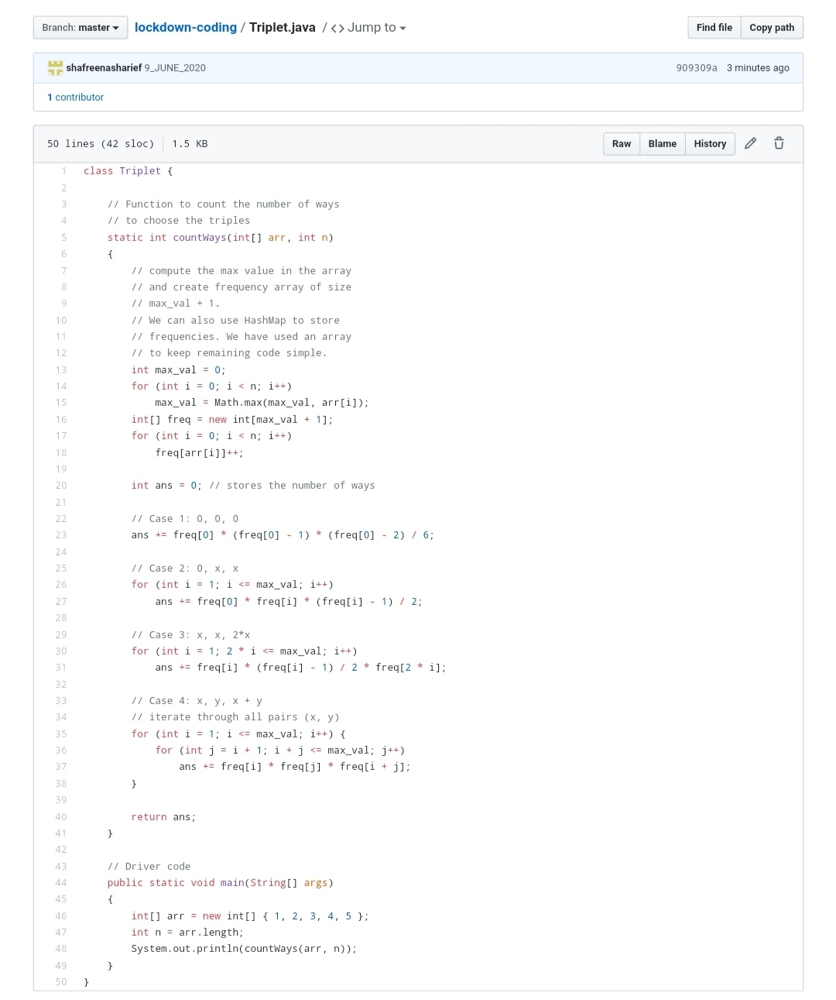 Branch: master lockdown-coding / Triplet.java / <> Jump to Find file Copy path
shafreenasharief 9_JUNE_2020 909309a 3 minutes ago
1 contributor
50 lines (42 sloc) 1.5 KB Raw Blame History
1 class Triplet {
2
3     // Function to count the number of ways
4     // to choose the triples
5     static int countWays(int[] arr, int n)
6     {
7         // compute the max value in the array
8         // and create frequency array of size
9         // max_val + 1.
10         // We can also use HashMap to store
11         // frequencies. We have used an array
12         // to keep remaining code simple.
13         int max_val = 0;
14         for (int i = 0; i < n; i++)
15             max_val = Math.max(max_val, arr[i]);
16         int[] freq = new int[max_val + 1];
17         for (int i = 0; i < n; i++)
18             freq[arr[i]]++;
19
20         int ans = 0; // stores the number of ways
21
22         // Case 1: 0, 0, 0
23         ans += freq[0] * (freq[0] - 1) * (freq[0] - 2) / 6;
24
25         // Case 2: 0, x, x
26         for (int i = 1; i <= max_val; i++)
27             ans += freq[0] * freq[i] * (freq[i] - 1) / 2;
28
29         // Case 3: x, x, 2*x
30         for (int i = 1; 2 * i <= max_val; i++)
31             ans += freq[i] * (freq[i] - 1) / 2 * freq[2 * i];
32
33         // Case 4: x, y, x + y
34         // iterate through all pairs (x, y)
35         for (int i = 1; i <= max_val; i++) {
36             for (int j = i + 1; i + j <= max_val; j++)
37                 ans += freq[i] * freq[j] * freq[i + j];
38         }
39
40         return ans;
41     }
42
43     // Driver code
44     public static void main(String[] args)
45     {
46         int[] arr = new int[] { 1, 2, 3, 4, 5 };
47         int n = arr.length;
48         System.out.println(countWays(arr, n));
49     }
50 }